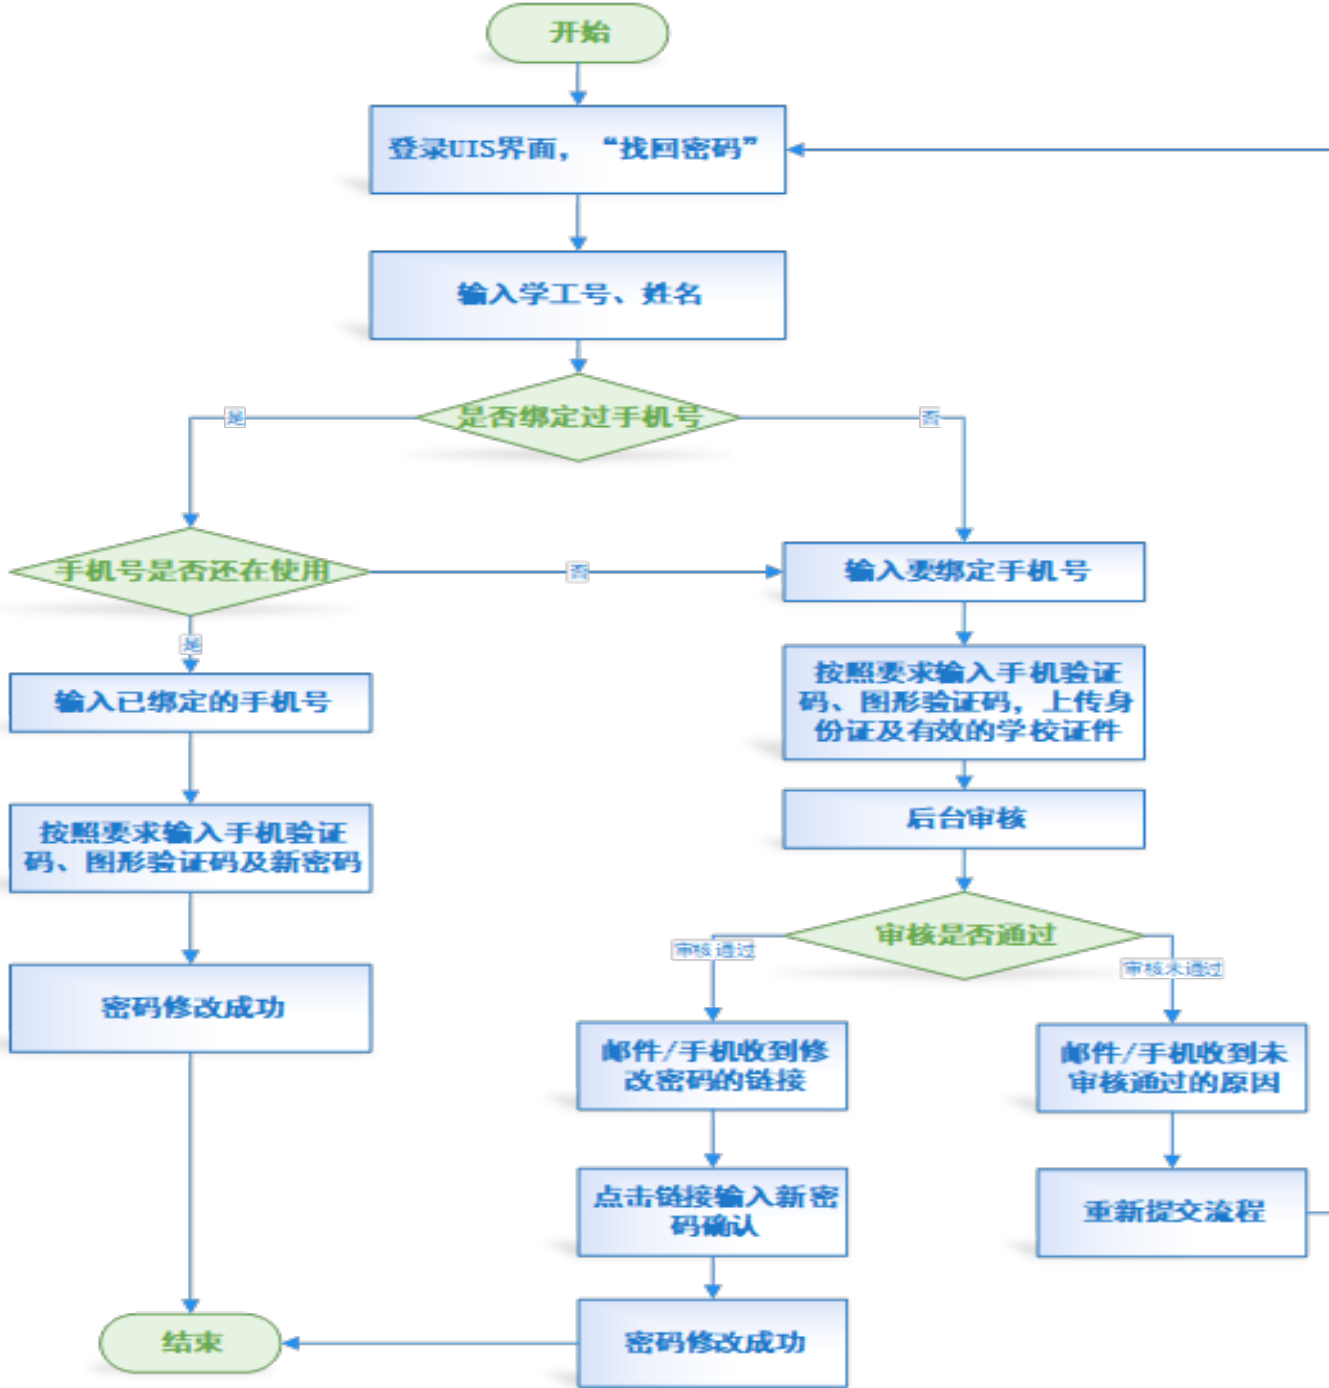 开始
登录UIS界面，“找回密码”
输入学工号、姓名
是否绑定过手机号
是
否
手机号是否还在使用
否
输入要绑定手机号
是
输入已绑定的手机号
按照要求输入手机验证
码、图形验证码，上传身
份证及有效的学校证件
后台审核
按照要求输入手机验证
码、图形验证码及新密码
审核是否通过
审核通过
审核未通过
密码修改成功
邮件/手机收到修
改密码的链接
邮件/手机收到未
审核通过的原因
点击链接输入新密
码确认
重新提交流程
结束
密码修改成功